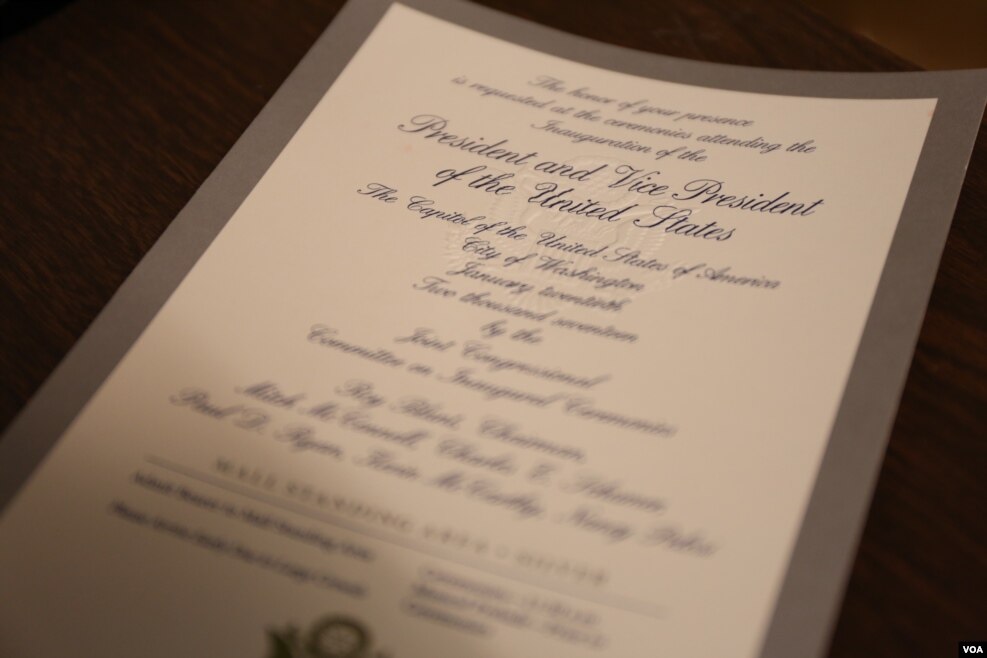 The honor of your presence
is requested at the ceremonies attending the
Inauguration of the
President and Vice President
of the United States
The Capitol of the United States of America
City of Washington
January twentieth
Two thousand seventeen
by the
Joint Congressional
Committee on Inaugural Ceremonies
Roy Blunt, Chairman
Mitch McConnell, Charles E. Schumer
Paul D. Ryan, Kevin McCarthy, Nancy Pelosi
MALL STANDING AREA
VOA